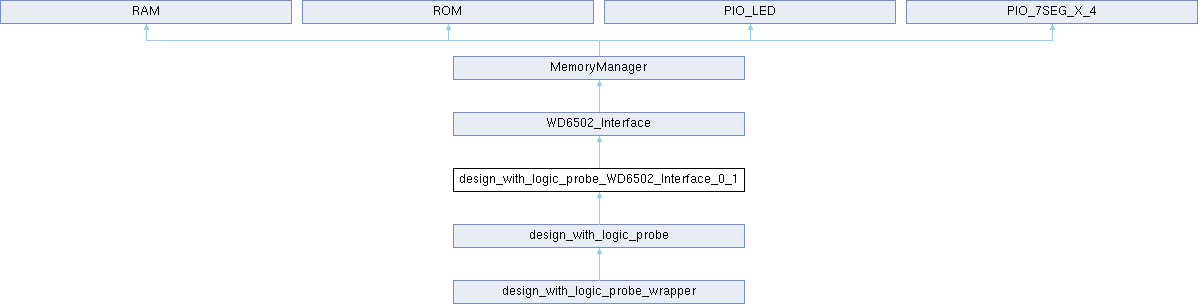 RAM
ROM
PIO_LED
PIO_7SEG_X_4
MemoryManager
WD6502_Interface
design_with_logic_probe_WD6502_Interface_0_1
design_with_logic_probe
design_with_logic_probe_wrapper